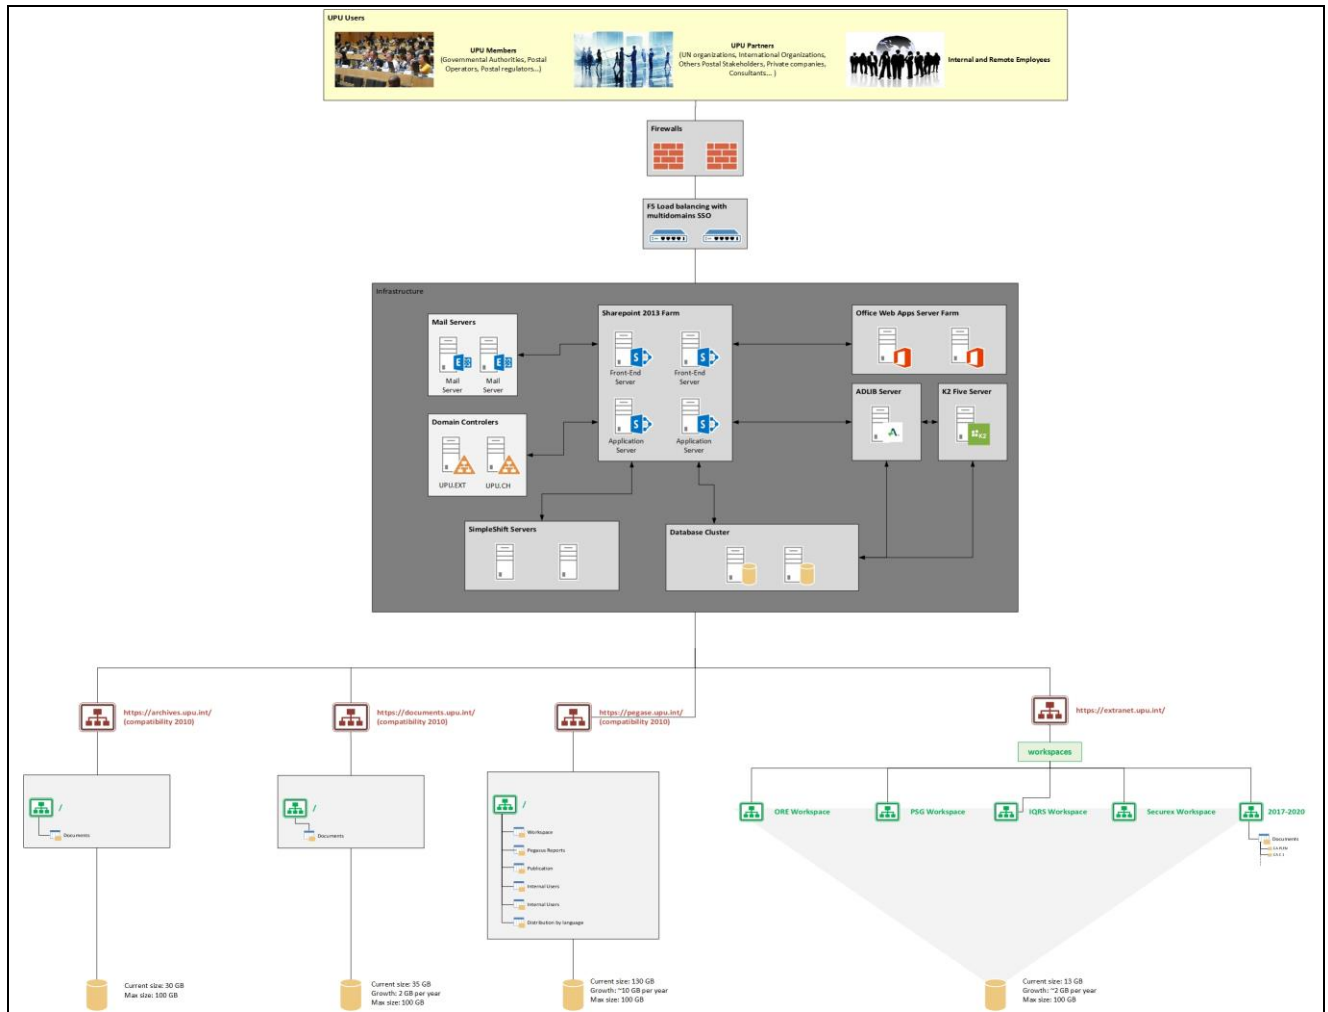 UPU Users
UPU Members
(Governmental Authorities, Postal
Operators, Postal regulators...)
UPU Partners
(UN organizations, International Organizations,
Others Postal Stakeholders, Private companies,
Consultants... )
Internal and Remote Employees
Firewalls
F5 Load balancing with
multidomains SSO
Infrastructure
Mail Servers
Mail
Server
Mail
Server
Sharepoint 2013 Farm
Front-End
Server
Front-End
Server
Application
Server
Application
Server
Office Web Apps Server Farm
ADLIB Server
K2 Five Server
K2
Domain Controlers
UPU.EXT
UPU.CH
SimpleShift Servers
Database Cluster
https://archives.upu.int/
(compatibility 2010)
https://documents.upu.int/
(compatibility 2010)
https://pegase.upu.int/
(compatibility 2010)
https://extranet.upu.int/
workspaces
/
Documents
/
Documents
/
Workspace
Pegasus Reports
Publication
Internal Users
Internal Users
Distribution by language
ORE Workspace
PSG Workspace
IQRS Workspace
Securex Workspace
2017-2020
Documents
Current size: 30 GB
Max size: 100 GB
Current size: 35 GB
Growth: 2 GB per year
Max size: 100 GB
Current size: 130 GB
Growth: ~10 GB per year
Max size: 100 GB
Current size: 13 GB
Growth: ~2 GB per year
Max size: 100 GB